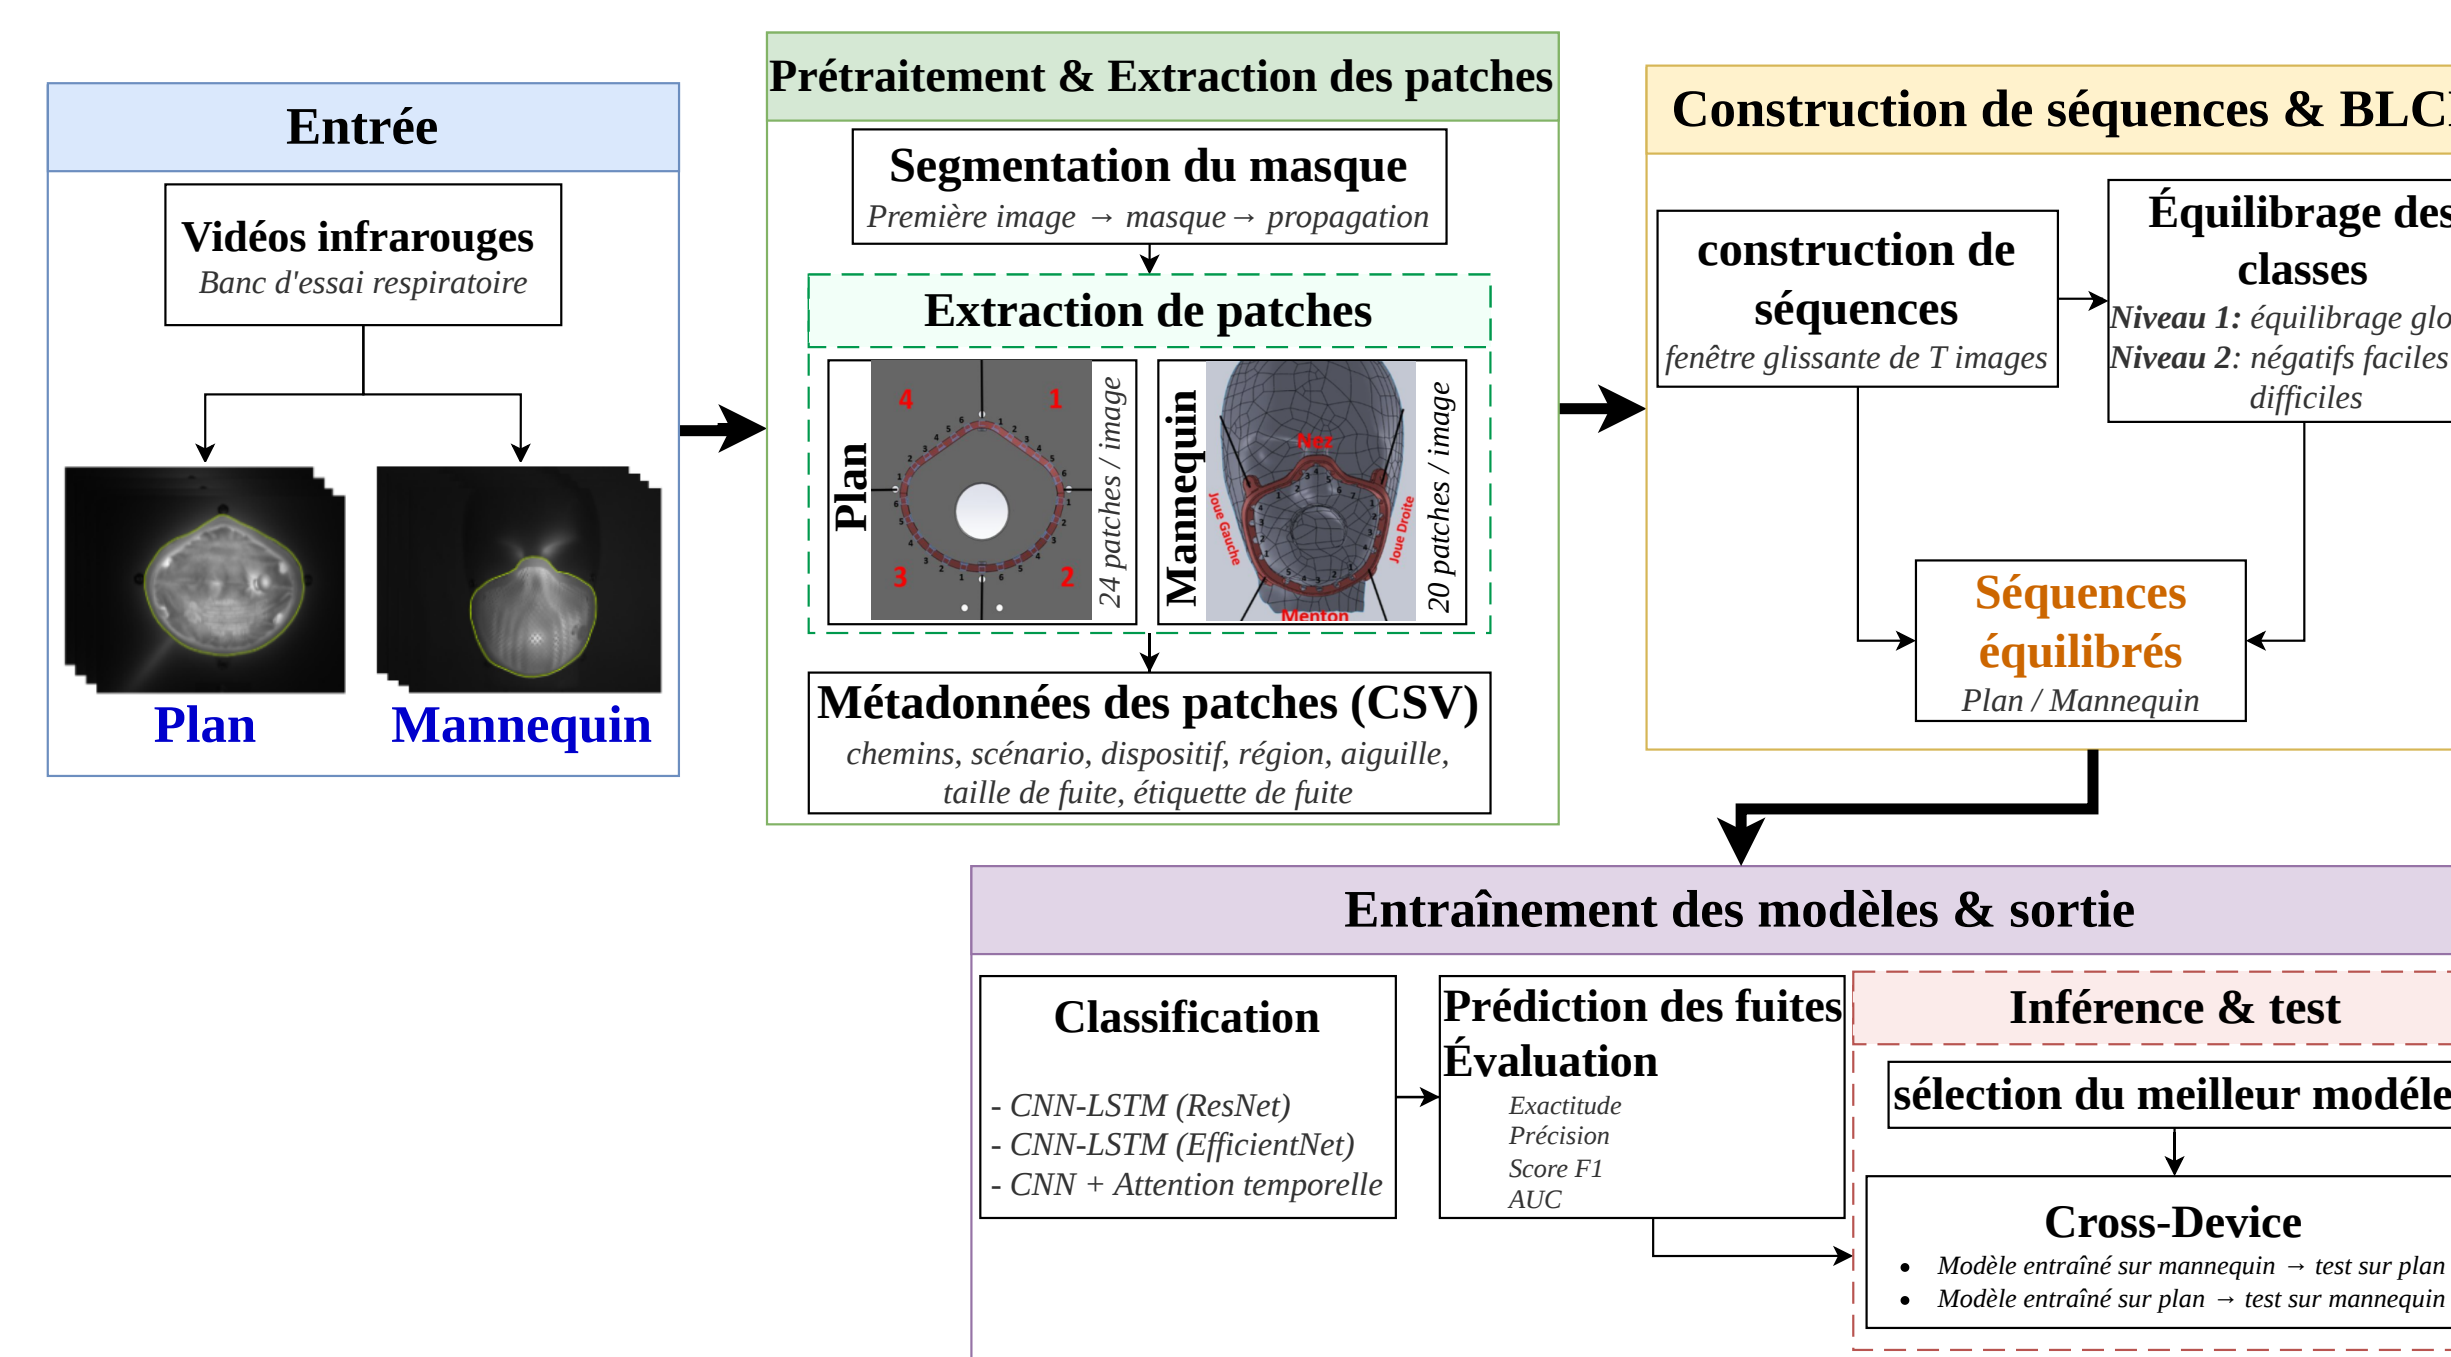 Entrée
Vidéos infrarouges
Banc d'essai respiratoire
Plan
Mannequin
Prétraitement & Extraction des patches
Segmentation du masque
Première image → masque→ propagation
Extraction de patches
Plan
4
1
3
2
24 patches / image
Mannequin
Nez
Joue Gauche
Joue Droite
Menton
20 patches / image
Métadonnées des patches (CSV)
chemins, scénario, dispositif, région, aiguille,
taille de fuite, étiquette de fuite
Construction de séquences &
construction de
séquences
fenêtre glissante de T images
Équilibrage des
classes
Niveau 1: équilibrage
Niveau 2: négatifs faciles
difficiles
Séquences
équilibrés
Plan / Mannequin
Entraînement des modèles & sortie
Classification
- CNN-LSTM (ResNet)
- CNN-LSTM (EfficientNet)
- CNN + Attention temporelle
Prédiction des fuites
Évaluation
Exactitude
Précision
Score F1
AUC
Inférence & test
sélection du meilleur modéle
Cross-Device
• Modèle entraîné sur mannequin → test sur plan
• Modèle entraîné sur plan → test sur mannequin